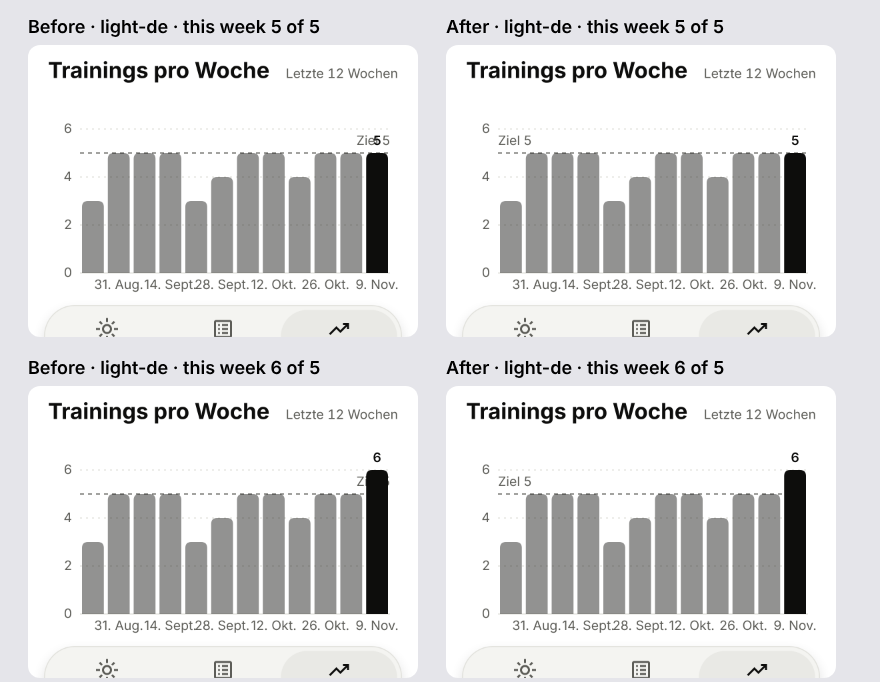 Before · light-de · this week 5 of 5
Trainings pro Woche Letzte 12 Wochen
6
Ziel 5
5
4
2
0
31. Aug. 14. Sept. 28. Sept. 12. Okt. 26. Okt. 9. Nov.
After · light-de · this week 5 of 5
Trainings pro Woche Letzte 12 Wochen
6
Ziel 5
5
4
2
0
31. Aug. 14. Sept. 28. Sept. 12. Okt. 26. Okt. 9. Nov.
Before · light-de · this week 6 of 5
Trainings pro Woche Letzte 12 Wochen
6
6
4
2
0
31. Aug. 14. Sept. 28. Sept. 12. Okt. 26. Okt. 9. Nov.
After · light-de · this week 6 of 5
Trainings pro Woche Letzte 12 Wochen
6
6
Ziel 5
4
2
0
31. Aug. 14. Sept. 28. Sept. 12. Okt. 26. Okt. 9. Nov.